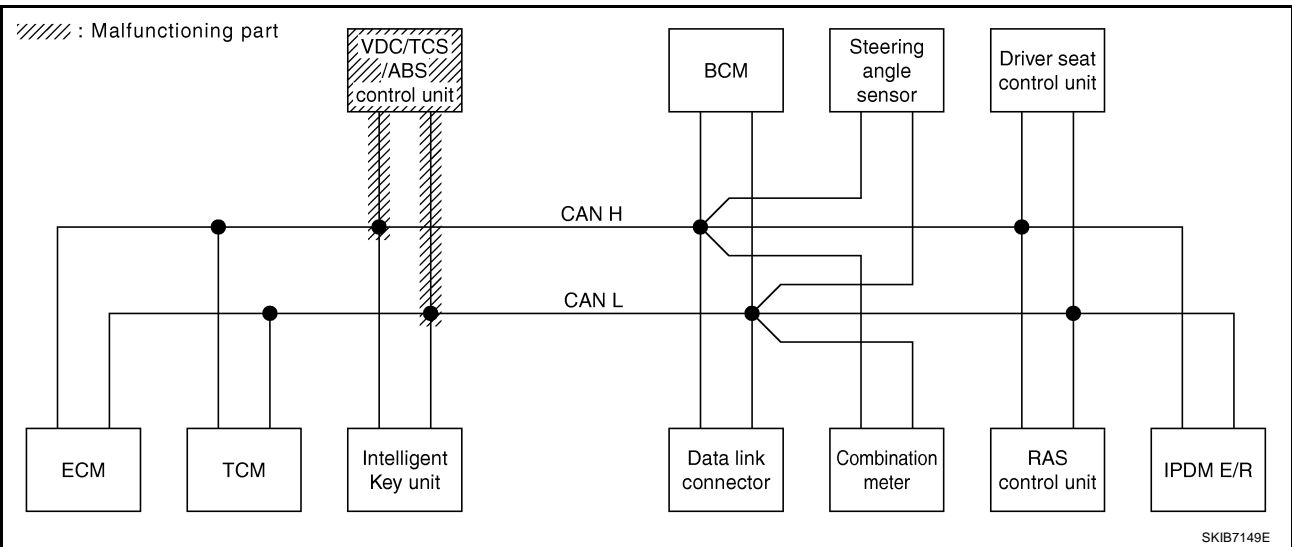 : Malfunctioning part
VDC/TCS
/ABS
control unit
BCM
Steering
angle
sensor
Driver seat
control unit
CAN H
CAN L
ECM
TCM
Intelligent
Key unit
Data link
connector
Combination
meter
RAS
control unit
IPDM E/R
SKIB7149E